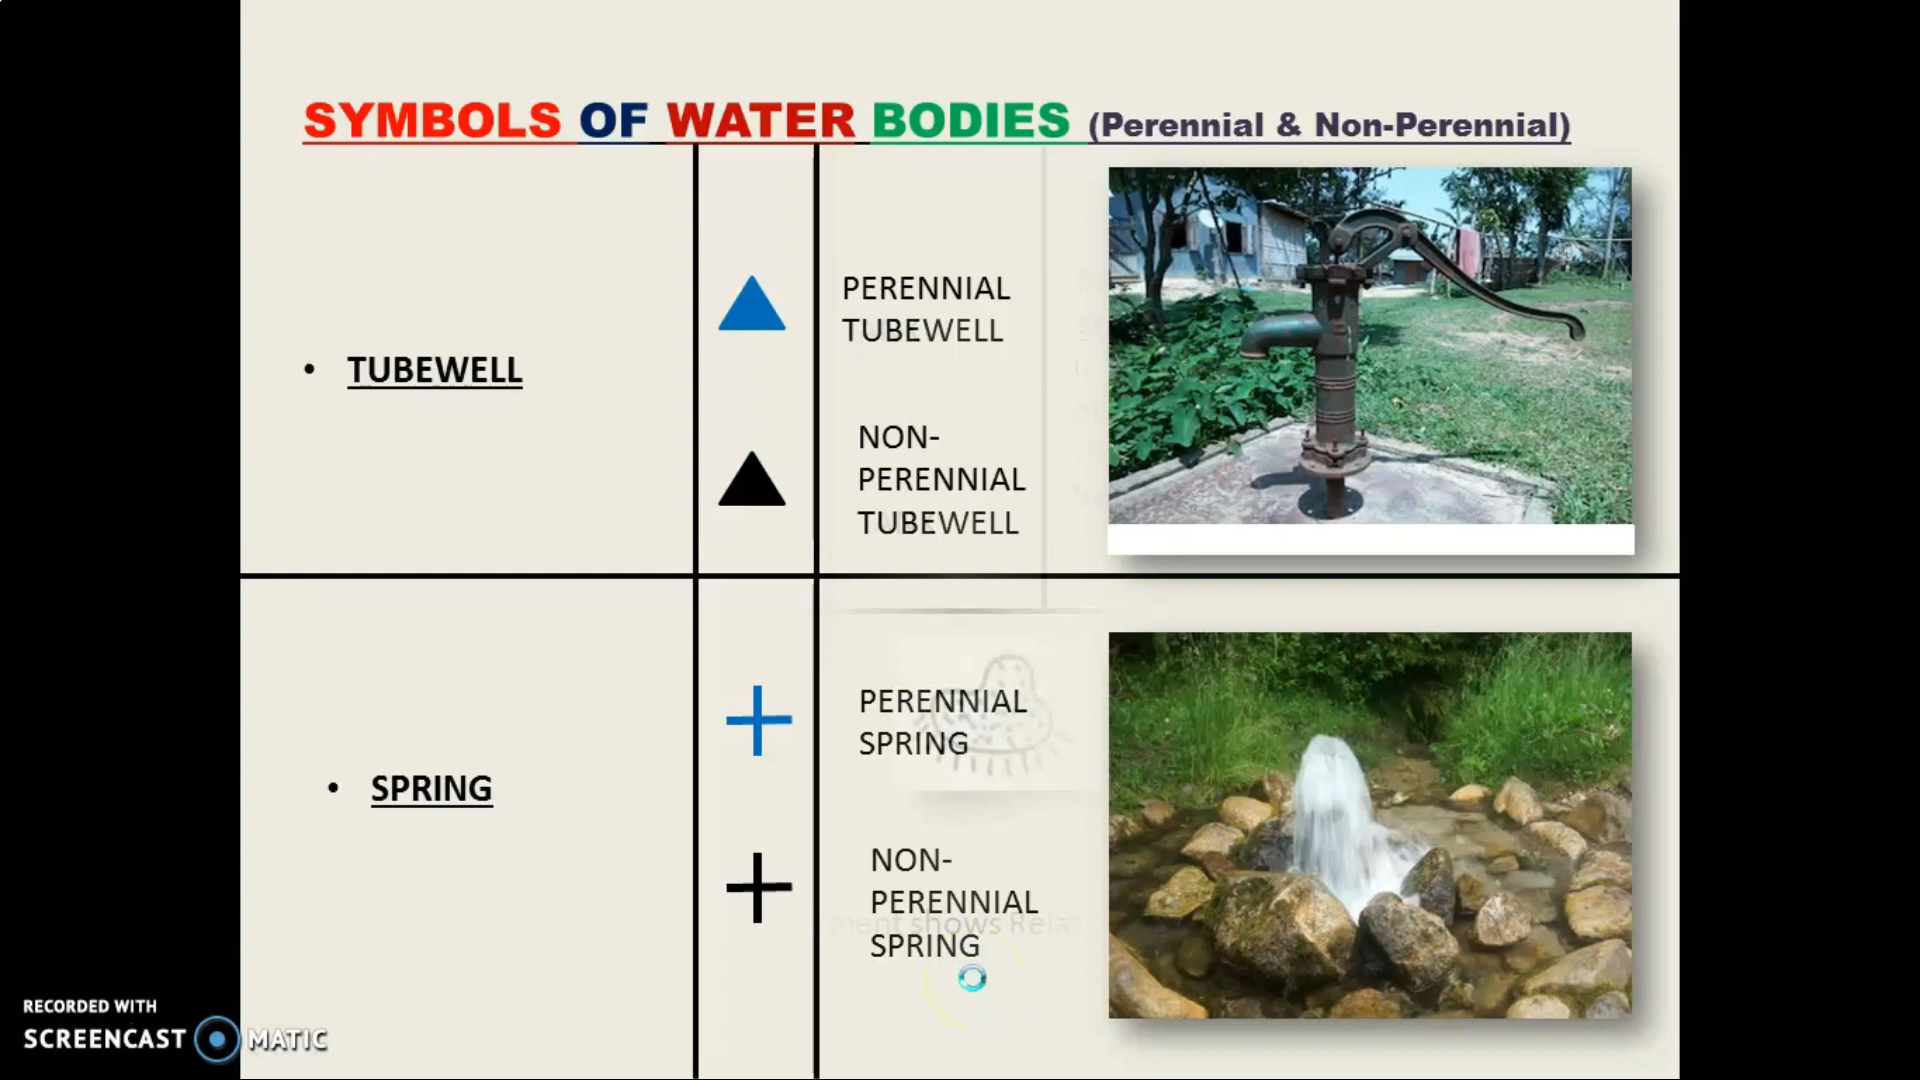 SYMBOLS OF WATER BODIES (Perennial & Non-Perennial)
• TUBEWELL
PERENNIAL
TUBEWELL
NON-
PERENNIAL
TUBEWELL
• SPRING
PERENNIAL
SPRING
NON-
PERENNIAL
SPRING
shows
RECORDED WITH
SCREENCAST MATIC